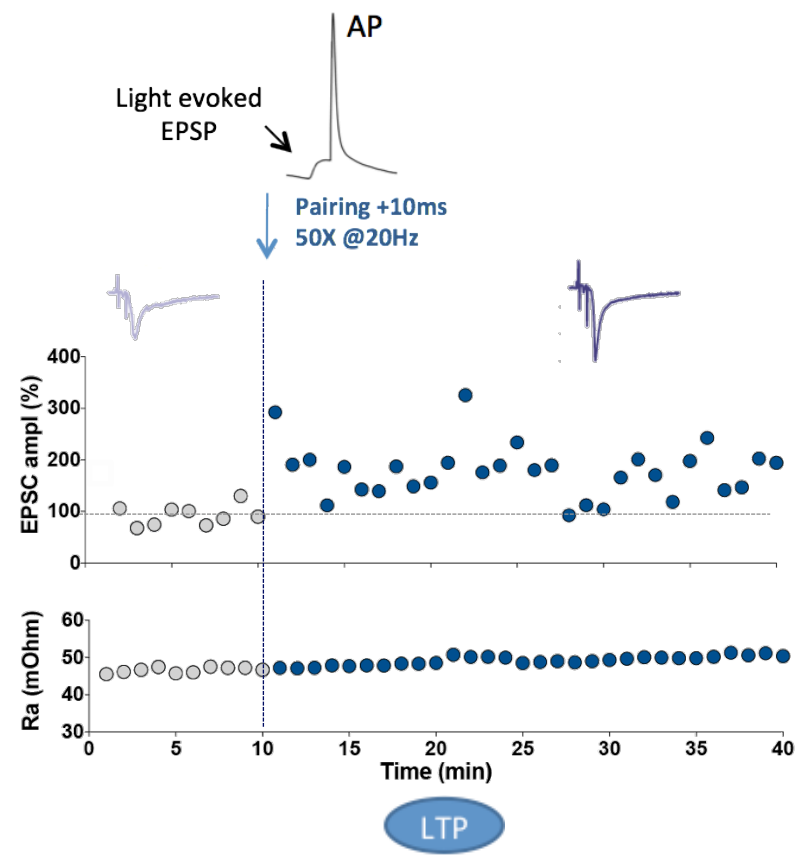 AP
Light evoked
EPSP
Pairing +10ms
50X @20Hz
EPSC ampl (%)
400
300
200
100
0
Ra (mOhm)
60
50
40
30
0 5 10 15 20 25 30 35 40
Time (min)
LTP